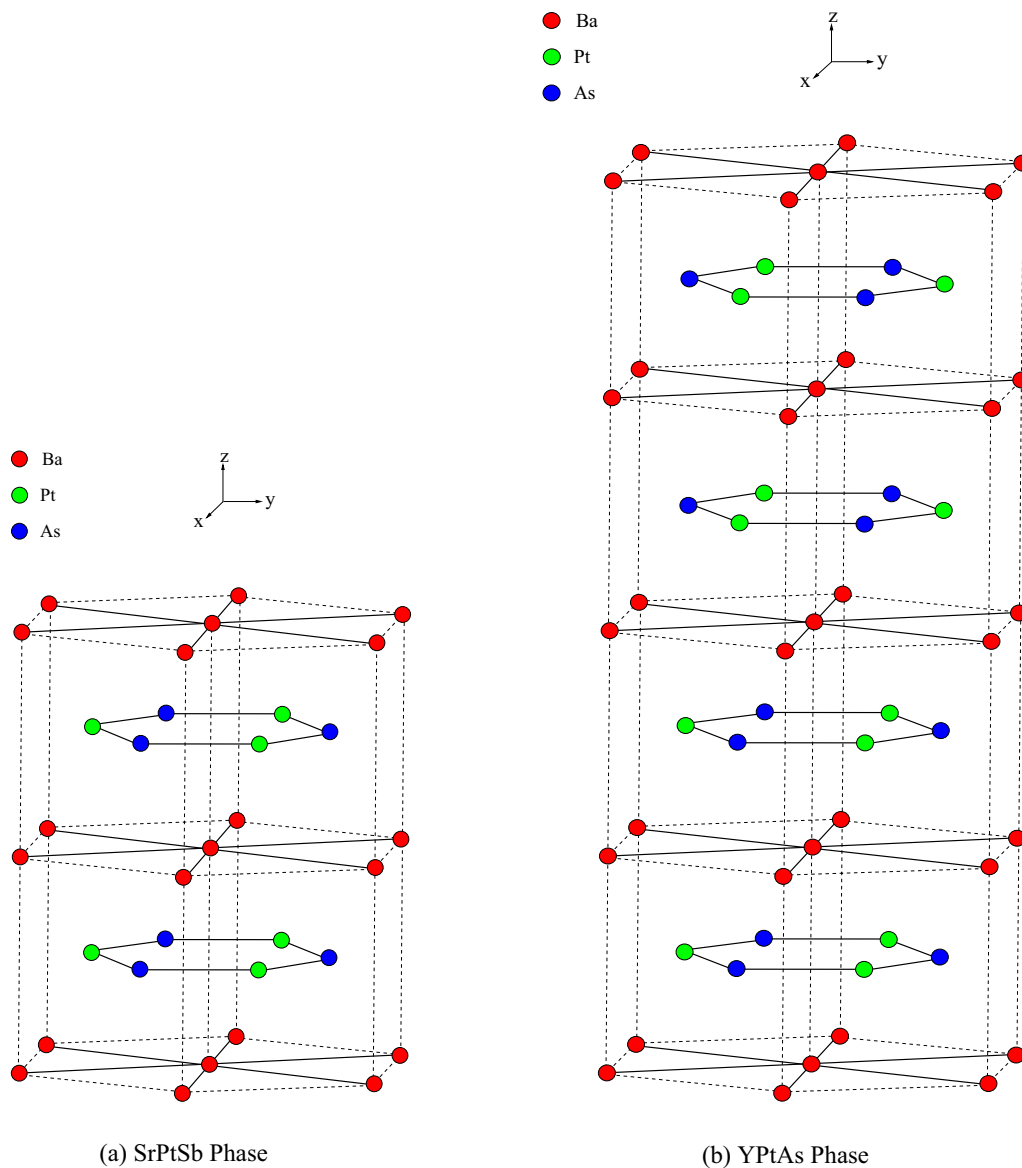 Ba
Pt
As
z
y
x
(a) SrPtSb Phase
Ba
Pt
As
z
y
x
(b) YPtAs Phase